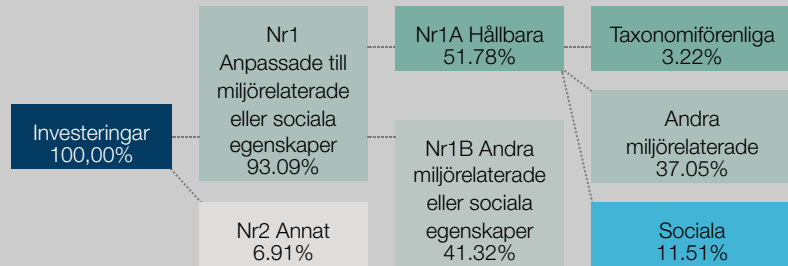 Investeringar
100,00%
Nr1
Anpassade till
miljörelaterade
eller sociala
egenskaper
93.09%
Nr2 Annat
6.91%
Nr1A Hållbara
51.78%
Nr1B Andra
miljörelaterade
eller sociala
egenskaper
41.32%
Taxonomiförenliga
3.22%
Andra
miljörelaterade
37.05%
Sociala
11.51%